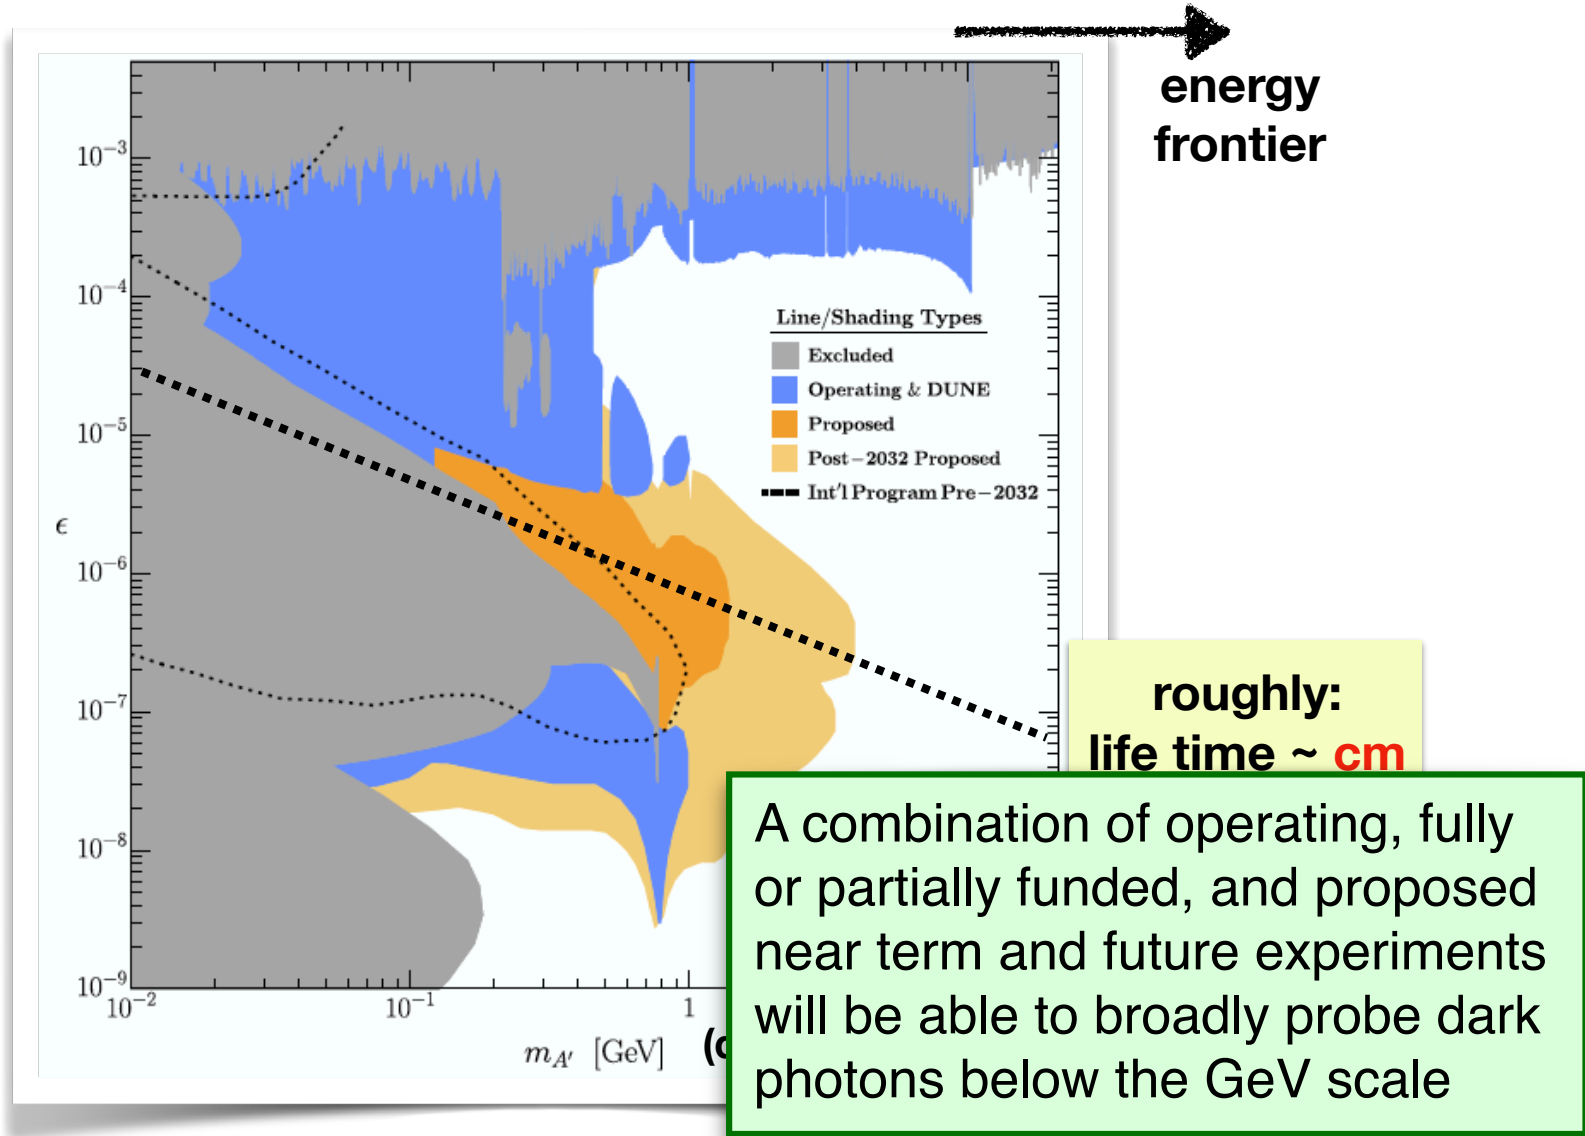 energy
frontier
10^{-3}
10^{-4}
10^{-5}
10^{-6}
10^{-7}
10^{-8}
10^{-9}
ϵ
Line/Shading Types
Excluded
Operating & DUNE
Proposed
Post-2032 Proposed
Int'l Program Pre-2032
roughly:
life time ~ cm
10^{-2}
10^{-1}
1
m_{A'} [GeV]
A combination of operating, fully
or partially funded, and proposed
near term and future experiments
will be able to broadly probe dark
photons below the GeV scale